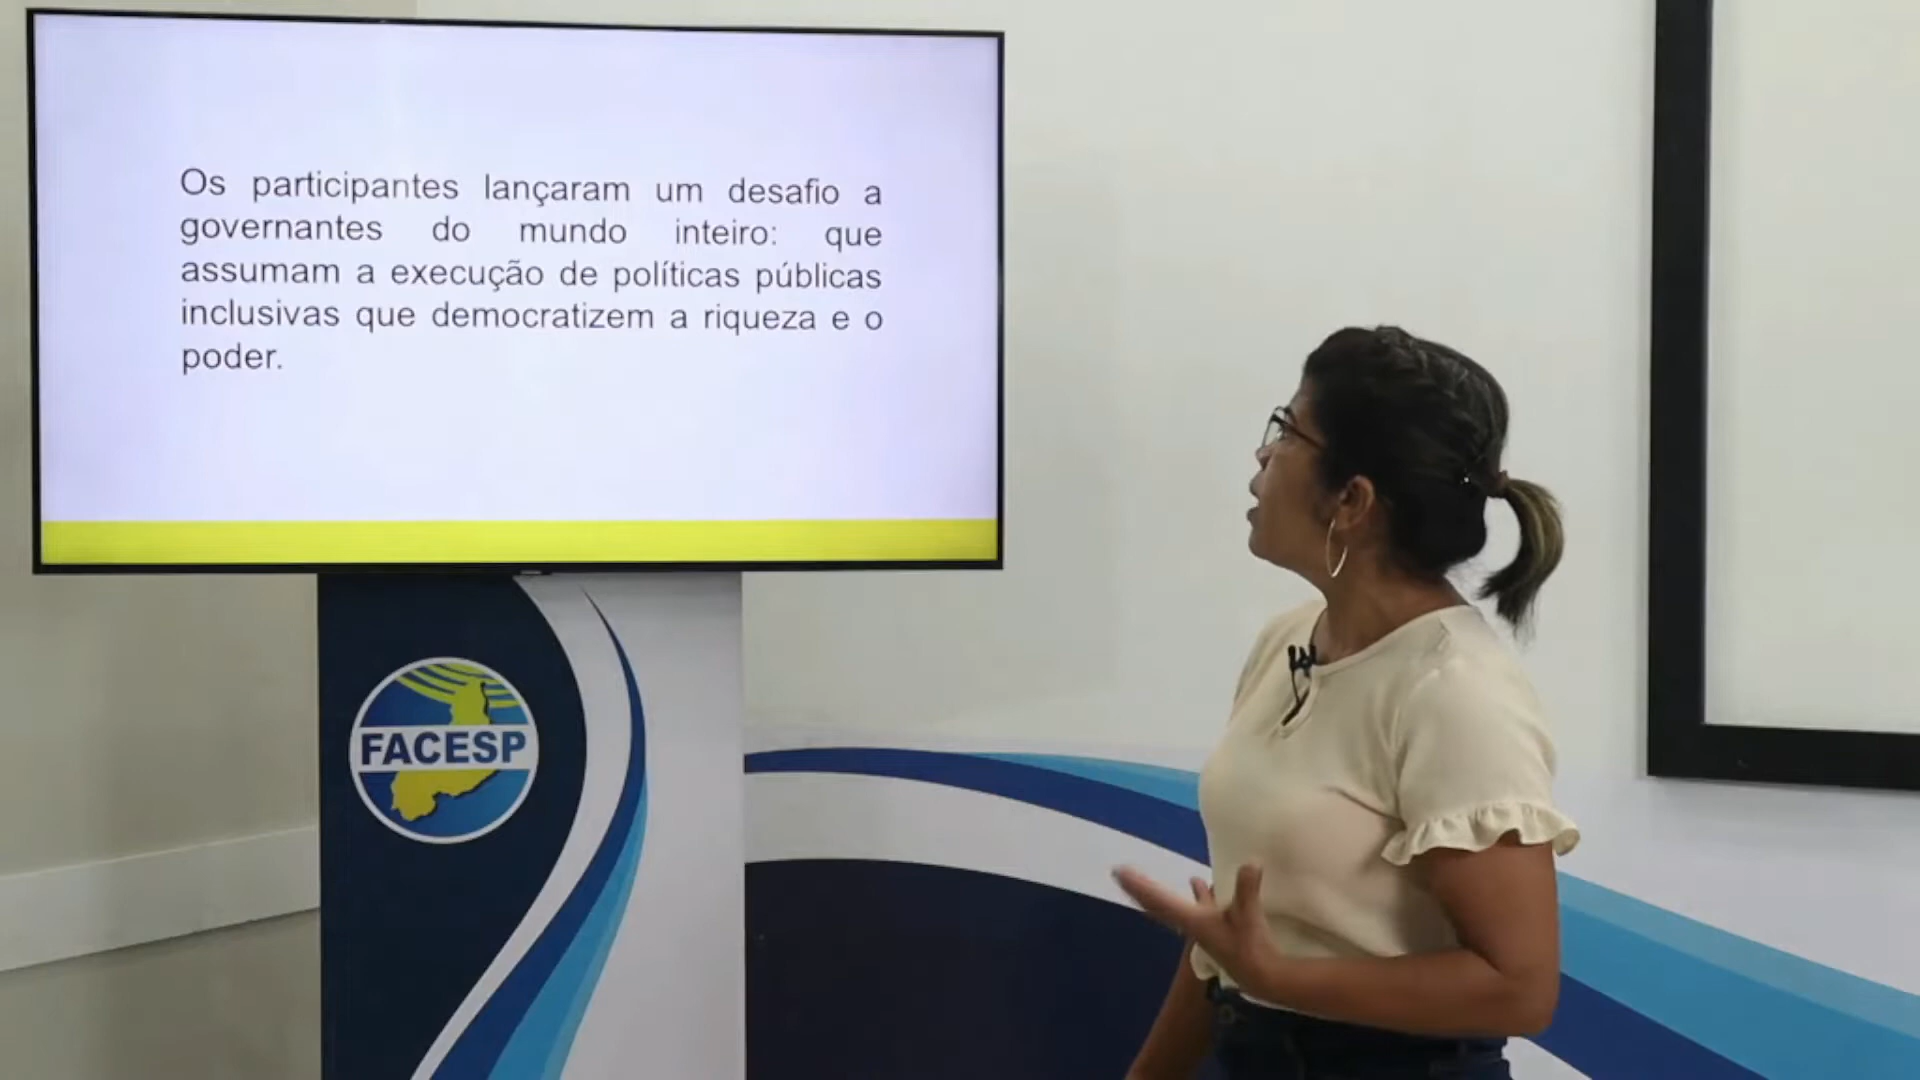 Os participantes lançaram um desafio a
governantes do mundo inteiro: que
assumam a execução de políticas públicas
inclusivas que democratizem a riqueza e o
poder.
FACESP